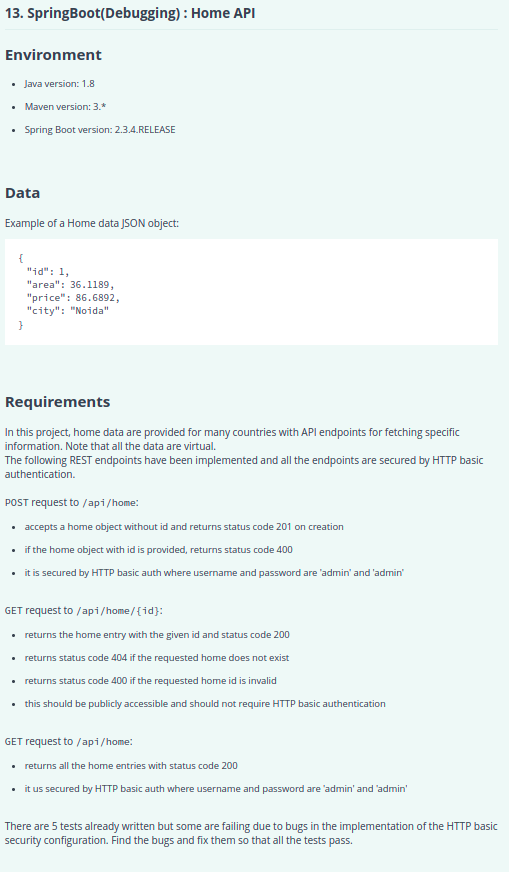 13. SpringBoot(Debugging) : Home API
Environment
• Java version: 1.8
• Maven version: 3.*
• Spring Boot version: 2.3.4.RELEASE
Data
Example of a Home data JSON object:
{
"id": 1,
"area": 36.1189,
"price": 86.6892,
"city": "Noida"
}
Requirements
In this project, home data are provided for many countries with API endpoints for fetching specific
information. Note that all the data are virtual.
The following REST endpoints have been implemented and all the endpoints are secured by HTTP basic
authentication.
POST request to /api/home:
• accepts a home object without id and returns status code 201 on creation
• if the home object with id is provided, returns status code 400
• it is secured by HTTP basic auth where username and password are 'admin' and 'admin'
GET request to /api/home/{id}:
• returns the home entry with the given id and status code 200
• returns status code 404 if the requested home does not exist
• returns status code 400 if the requested home id is invalid
• this should be publicly accessible and should not require HTTP basic authentication
GET request to /api/home:
• returns all the home entries with status code 200
• it us secured by HTTP basic auth where username and password are 'admin' and 'admin'
There are 5 tests already written but some are failing due to bugs in the implementation of the HTTP basic
security configuration. Find the bugs and fix them so that all the tests pass.